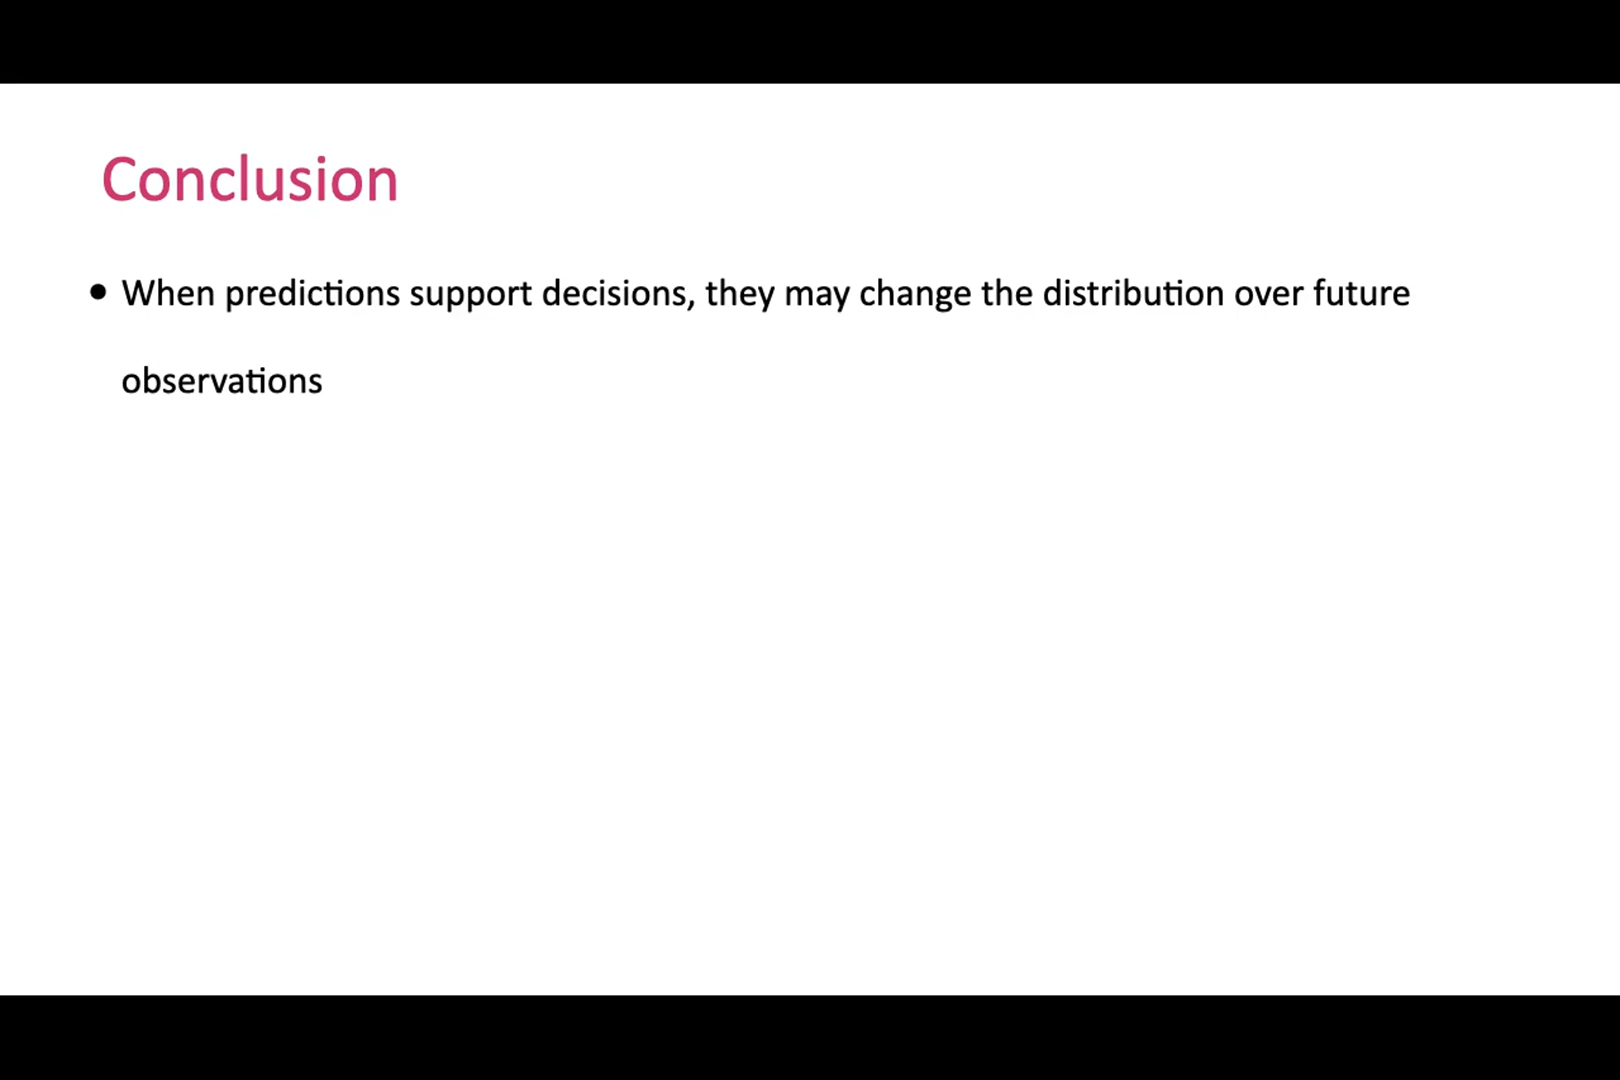 Conclusion
• When predictions support decisions, they may change the distribution over future
observations